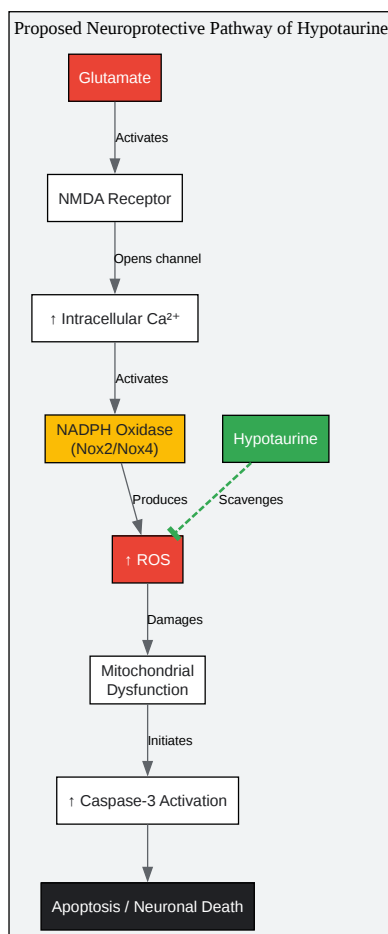 Proposed Neuroprotective Pathway of Hypotaurine
Glutamate
Activates
NMDA Receptor
Opens channel
↑ Intracellular Ca²⁺
Activates
NADPH Oxidase
(Nox2/Nox4)
Hypotaurine
Produces
Scavenges
↑ ROS
Damages
Mitochondrial
Dysfunction
Initiates
↑ Caspase-3 Activation
Apoptosis / Neuronal Death